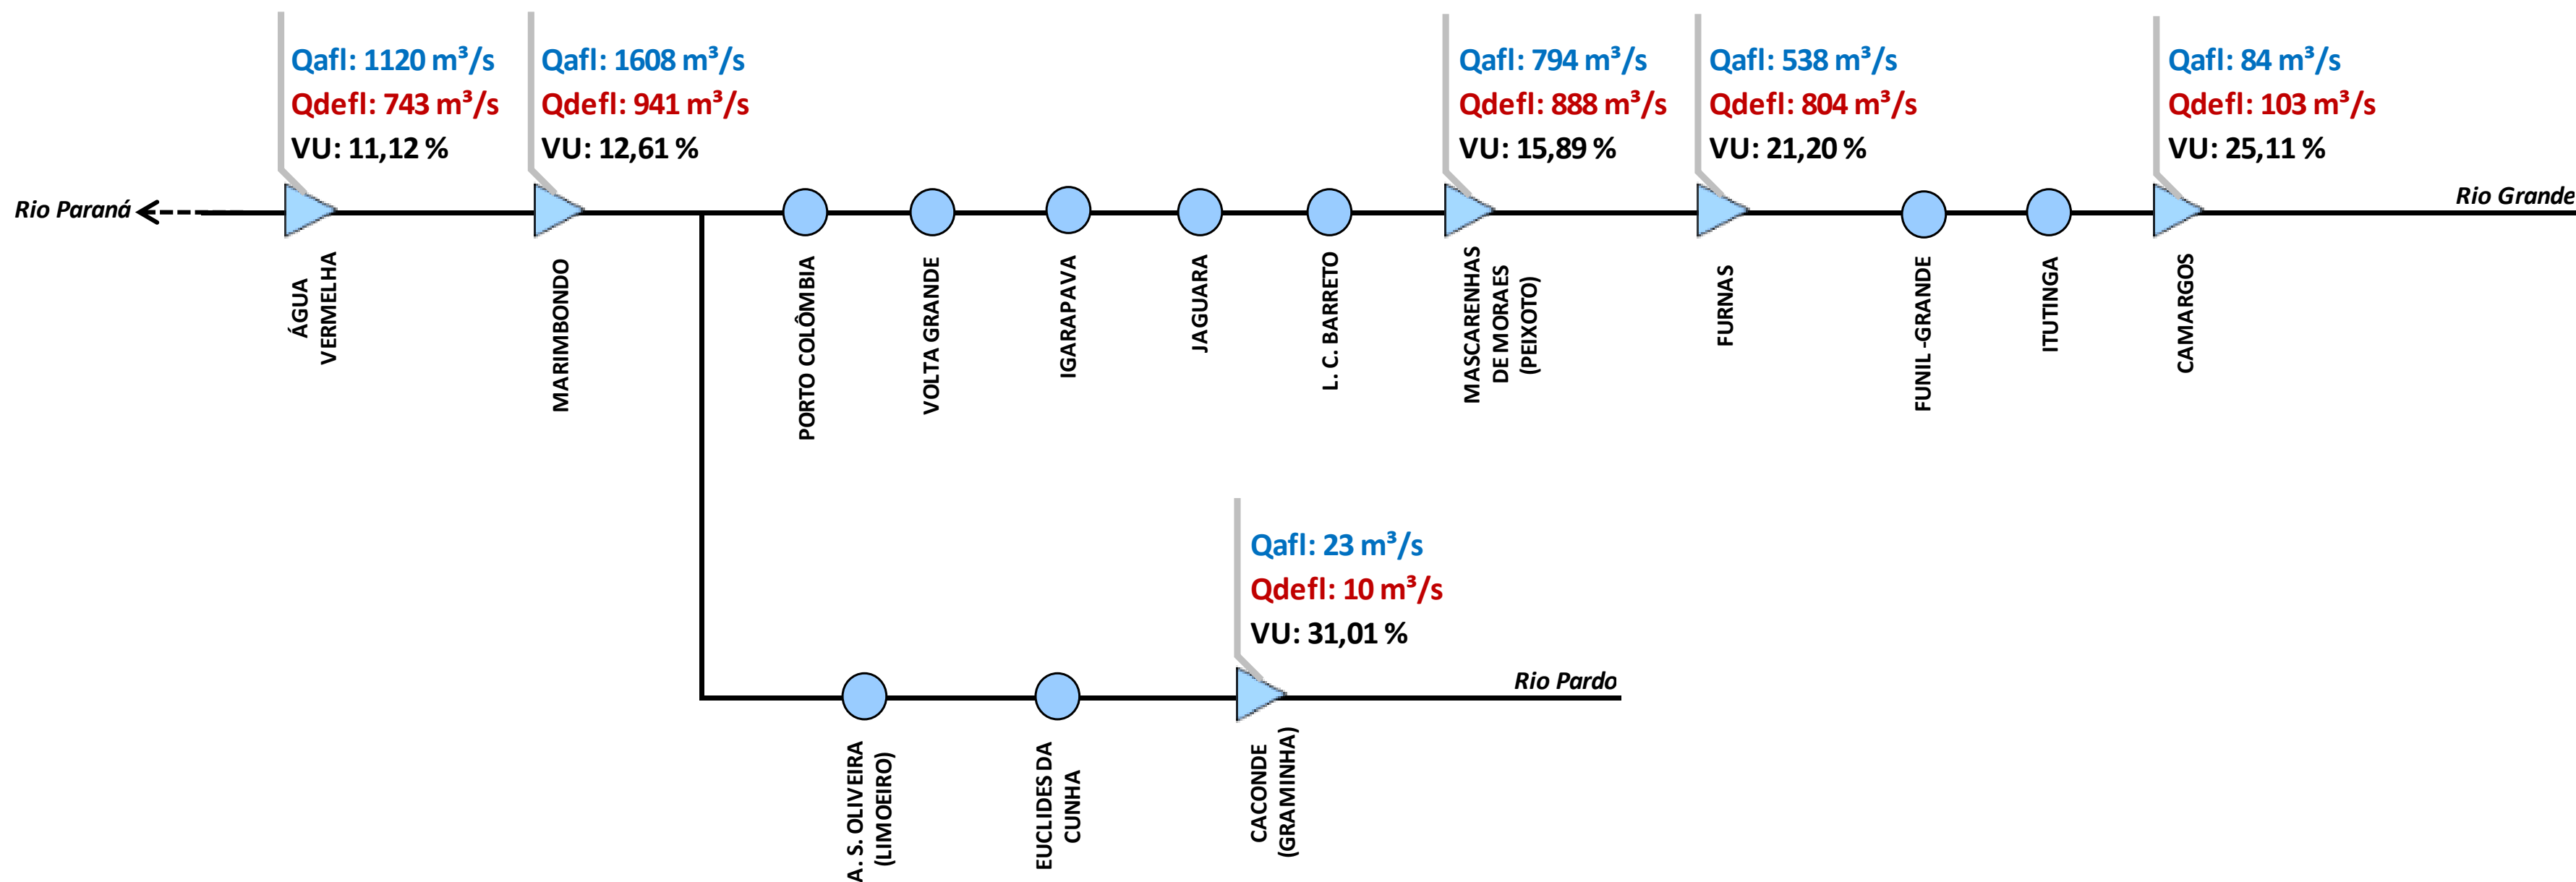 Qafl: 1120 m³/s
Qdefl: 743 m³/s
VU: 11,12 %
Qafl: 1608 m³/s
Qdefl: 941 m³/s
VU: 12,61 %
Qafl: 794 m³/s
Qdefl: 888 m³/s
VU: 15,89 %
Qafl: 538 m³/s
Qdefl: 804 m³/s
VU: 21,20 %
Qafl: 84 m³/s
Qdefl: 103 m³/s
VU: 25,11 %
Rio Paraná
Rio Grande
ÁGUA
VERMELHA
MARIMBONDO
PORTO COLÔMBIA
VOLTA GRANDE
IGARAPAVA
JAGUARA
L. C. BARRETO
MASCARENHAS
DE MORAES
(PEIXOTO)
FURNAS
FUNIL -GRANDE
ITUTINGA
CAMARGOS
Qafl: 23 m³/s
Qdefl: 10 m³/s
VU: 31,01 %
Rio Pardo
A. S. OLIVEIRA
(LIMOEIRO)
EUCLIDES DA
CUNHA
CACONDE
(GRAMINHA)